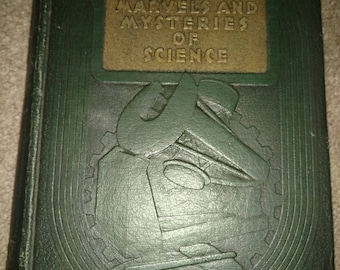 MARVELS AND
MYSTERIES
OF
SCIENCE